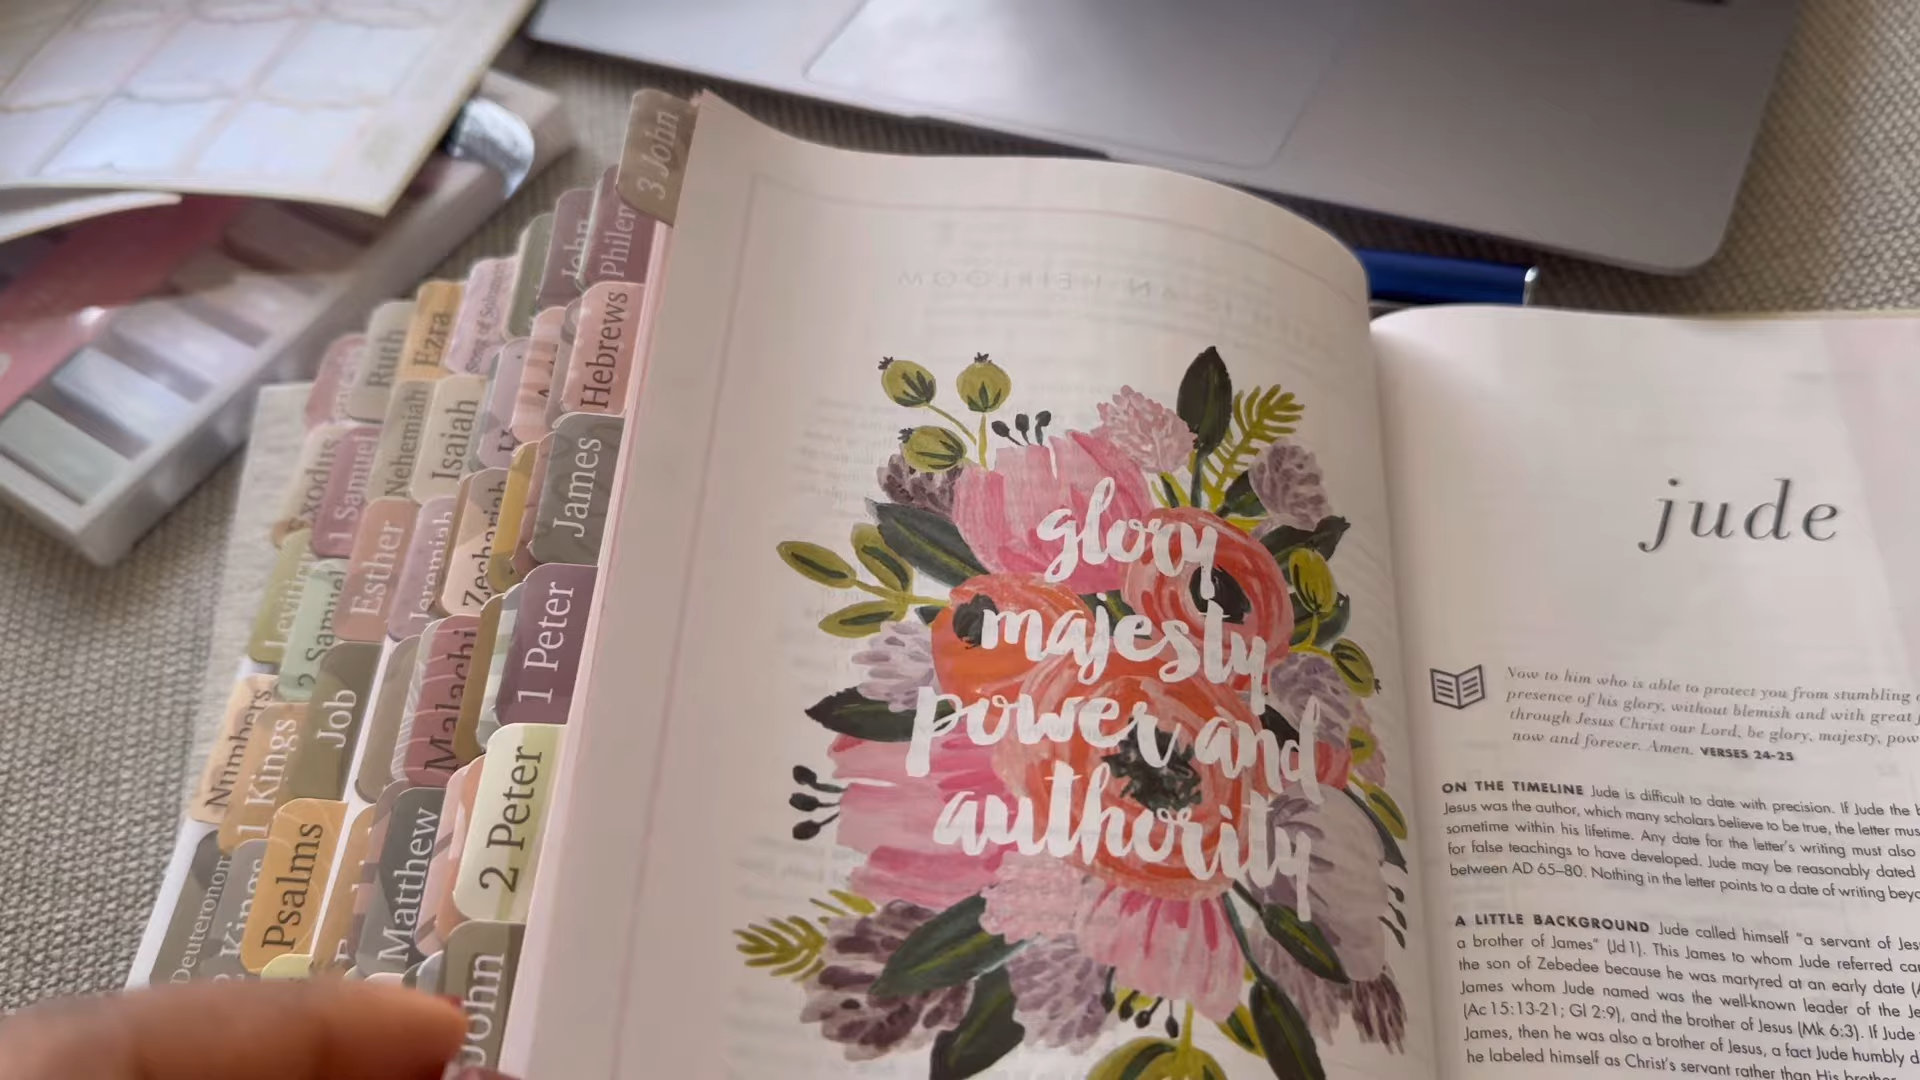 3 John
John
Philem
Ruth
Ezra
Song of Solomon
Hebrews
Exodus
1 Samuel
Nehemiah
Isaiah
James
Leviticu
2 Samuel
Esther
Jeremiah
Zechariah
1 Peter
Numbers
1 Kings
Job
Malachi
2 Peter
Deuteronom
Kings
Psalms
Matthew
John
glory
majesty
power and
authority
jude
Now to him who is able to protect you from stumbling
presence of his glory, without blemish and with great
through Jesus Christ our Lord, be glory, majesty, pow
now and forever. Amen. VERSES 24-25
ON THE TIMELINE Jude is difficult to date with precision. If Jude the
Jesus was the author, which many scholars believe to be true, the letter mus
sometime within his lifetime. Any date for the letter's writing must also
for false teachings to have developed. Jude may be reasonably dated
between AD 65–80. Nothing in the letter points to a date of writing beyo
A LITTLE BACKGROUND Jude called himself "a servant of Jes
a brother of James" (Jd 1). This James to whom Jude referred ca
the son of Zebedee because he was martyred at an early date (A
James whom Jude named was the well-known leader of the Je
(Ac 15:13-21; Gl 2:9), and the brother of Jesus (Mk 6:3). If Jude
James, then he was also a brother of Jesus, a fact Jude humbly d
he labeled himself as Christ's servant rather than His brother